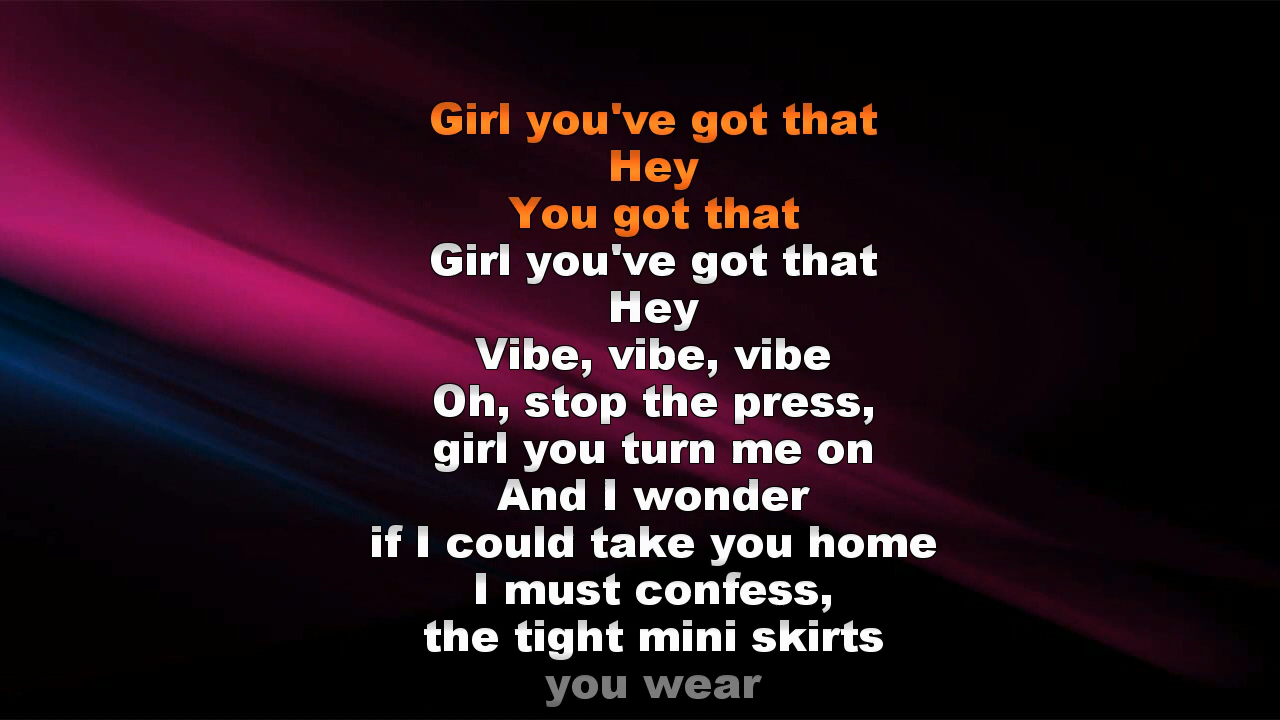 Girl you've got that
Hey
You got that
Girl you've got that
Hey
Vibe, vibe, vibe
Oh, stop the press,
girl you turn me on
And I wonder
if I could take you home
I must confess,
the tight mini skirts
you wear